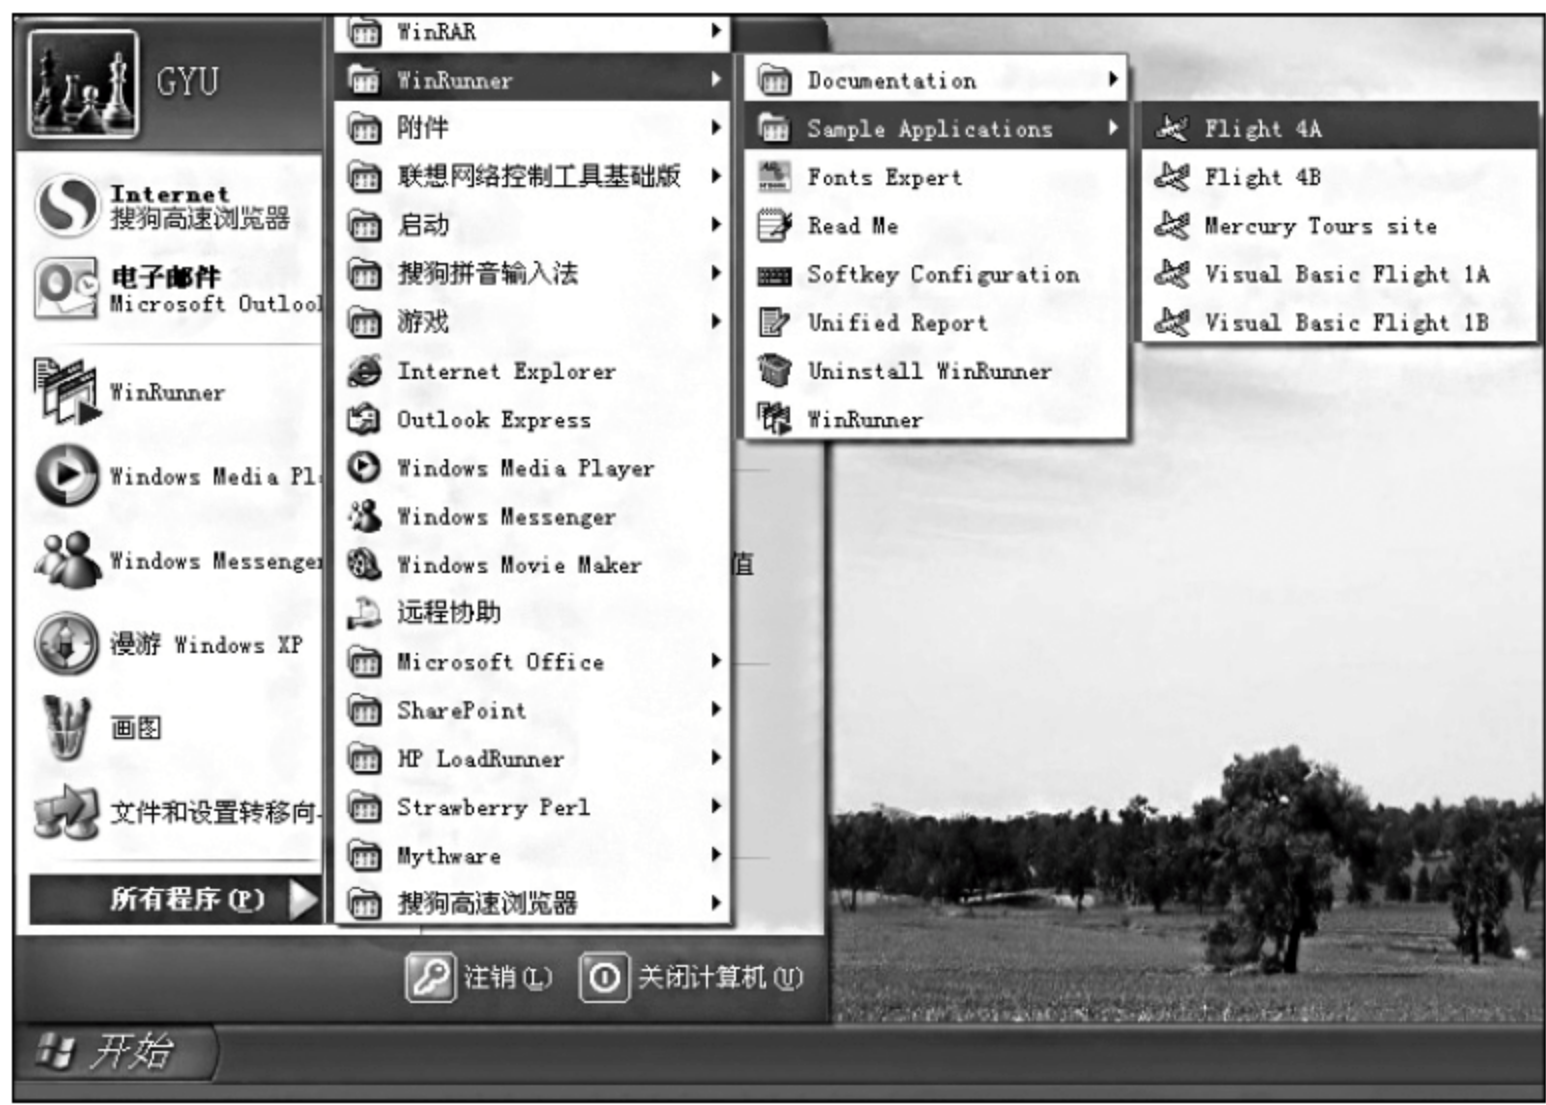 GYU
Internet
搜狗高速浏览器
电子邮件
Microsoft Outlool
WinRunner
Windows Media Pl
Windows Messenger
漫游 Windows XP
画图
文件和设置转移向
所有程序(P)
WinRAR
WinRunner
附件
联想网络控制工具基础版
启动
搜狗拼音输入法
游戏
Internet Explorer
Outlook Express
Windows Media Player
Windows Messenger
Windows Movie Maker
远程协助
Microsoft Office
SharePoint
HP LoadRunner
Strawberry Perl
Mythware
搜狗高速浏览器
Documentation
Sample Applications
Fonts Expert
Read Me
Softkey Configuration
Unified Report
Uninstall WinRunner
WinRunner
Flight 4A
Flight 4B
Mercury Tours site
Visual Basic Flight 1A
Visual Basic Flight 1B
值
注销(L)
关闭计算机(U)
开始